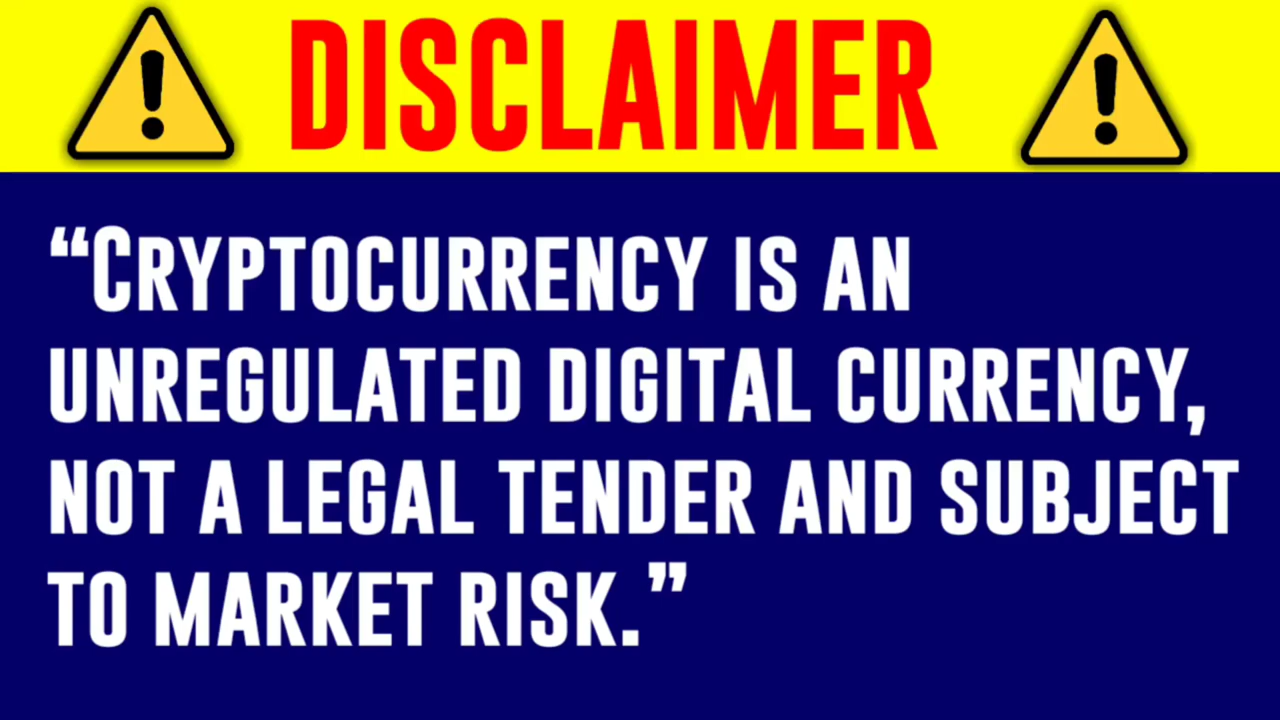 DISCLAIMER
“CRYPTOCURRENCY IS AN
UNREGULATED DIGITAL CURRENCY,
NOT A LEGAL TENDER AND SUBJECT
TO MARKET RISK.”